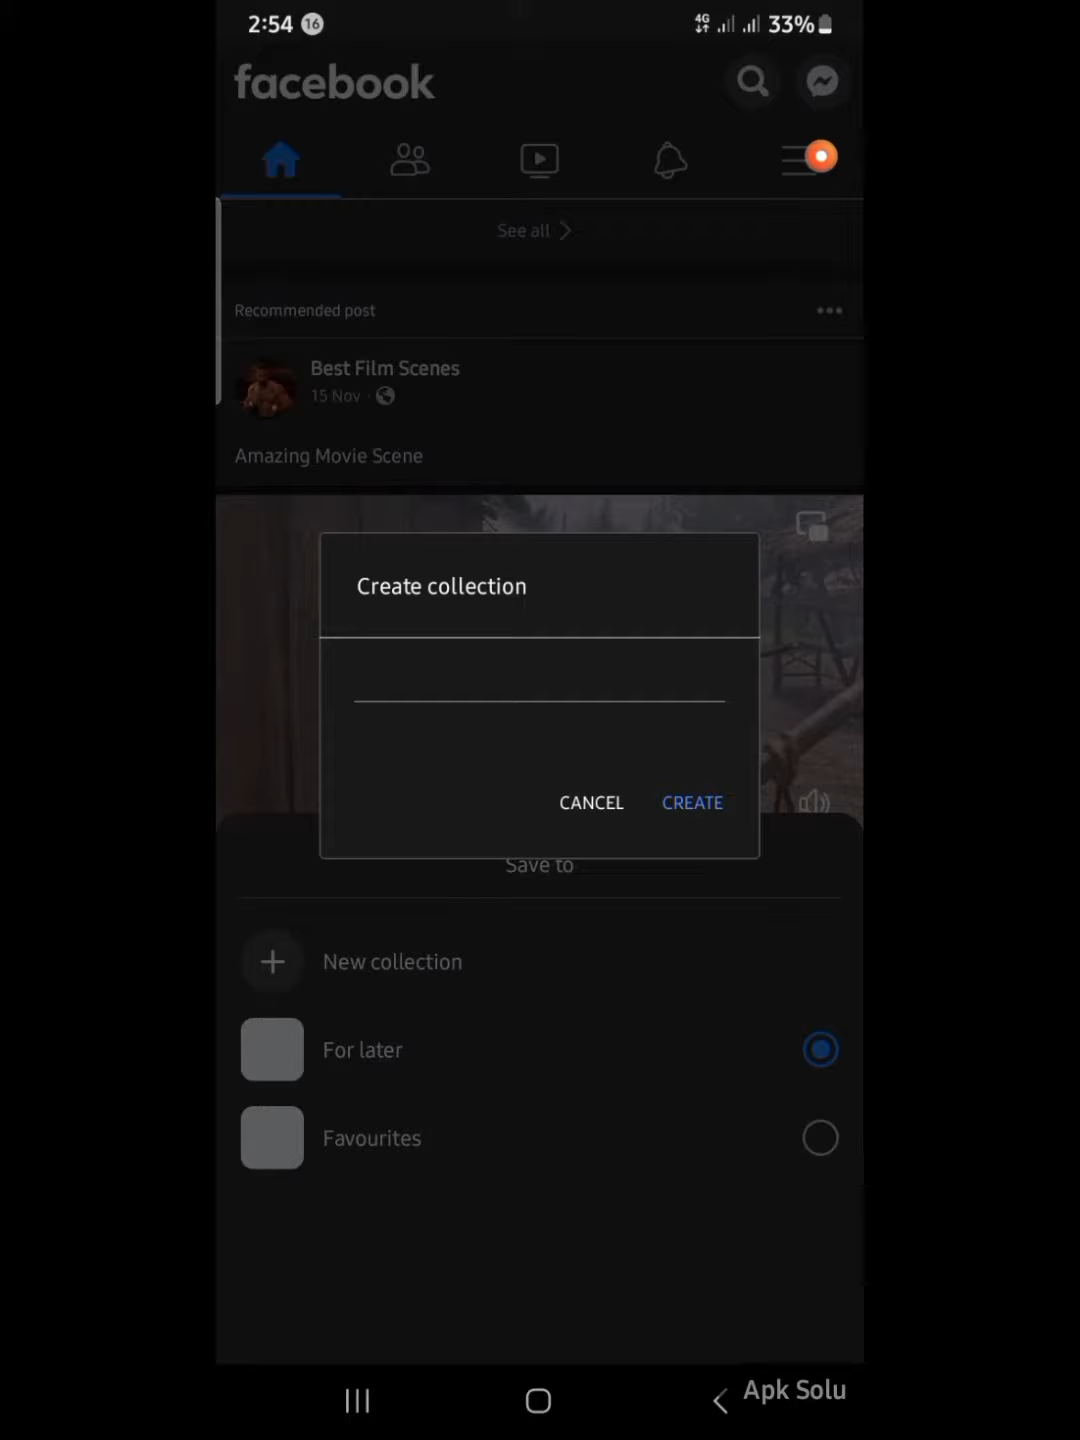 2:54 16 4G 33%
facebook
See all
Recommended post
Best Film Scenes
15 Nov ·
Amazing Movie Scene
Create collection
CANCEL CREATE
Save to
New collection
For later
Favourites
Apk Solu